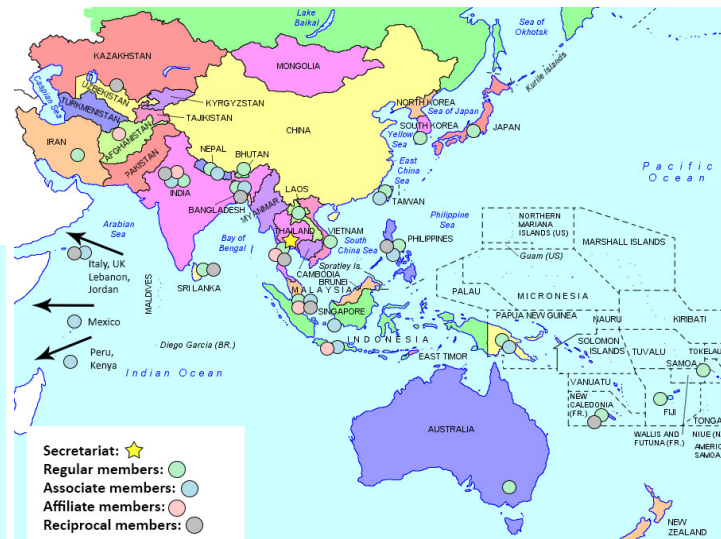 Lake
Baikal
Sea of
Okhotsk
KAZAKHSTAN
MONGOLIA
Kurile Islands
Caspian Sea
UZBEKISTAN
KYRGYZSTAN
TURKMENISTAN
TAJIKISTAN
NORTH KOREA
Sea of Japan
SOUTH KOREA
JAPAN
Yellow
Sea
CHINA
AFGHANISTAN
IRAN
PAKISTAN
NEPAL
BHUTAN
East
China
Sea
Pacific
Ocean
INDIA
BANGLADESH
MYANMAR
LAOS
TAIWAN
Arabian
Sea
Bay of
Bengal
THAILAND
VIETNAM
South
China Sea
Philippine
Sea
PHILIPPINES
NORTHERN
MARIANA
ISLANDS (US)
Guam (US)
MARSHALL ISLANDS
Italy, UK
Lebanon,
Jordan
MALDIVES
SRI LANKA
CAMBODIA
Spratley Is.
BRUNEI
MALAYSIA
SINGAPORE
PALAU
MICRONESIA
PAPUA NEW GUINEA
NAURU
KIRIBATI
Mexico
Diego Garcia (BR.)
INDONESIA
EAST TIMOR
SOLOMON
ISLANDS
TUVALU
TOKELAU
SAMOA
Peru,
Kenya
Indian Ocean
VANUATU
NEW
CALEDONIA
(FR.)
FIJI
TONGA
WALLIS AND
FUTUNA (FR.)
NIUE (N
AMERIC
SAMOA
AUSTRALIA
NEW
ZEALAND
Secretariat:
Regular members:
Associate members:
Affiliate members:
Reciprocal members: